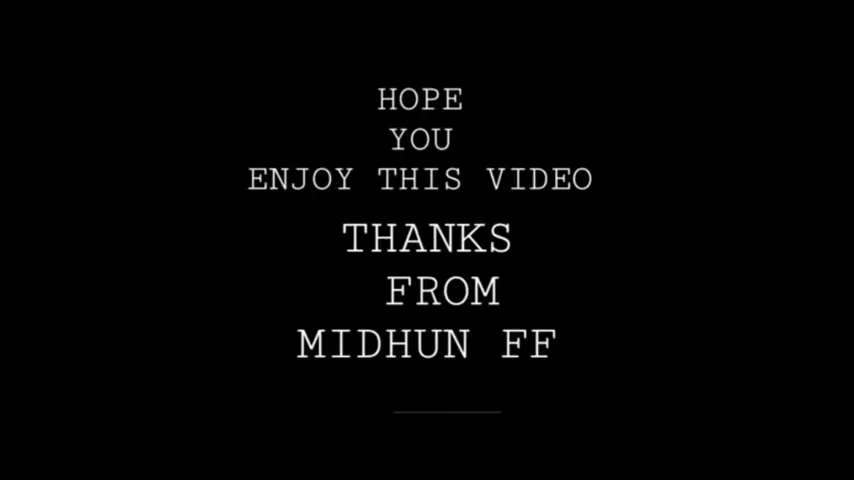 HOPE
YOU
ENJOY THIS VIDEO
THANKS
FROM
MIDHUN FF